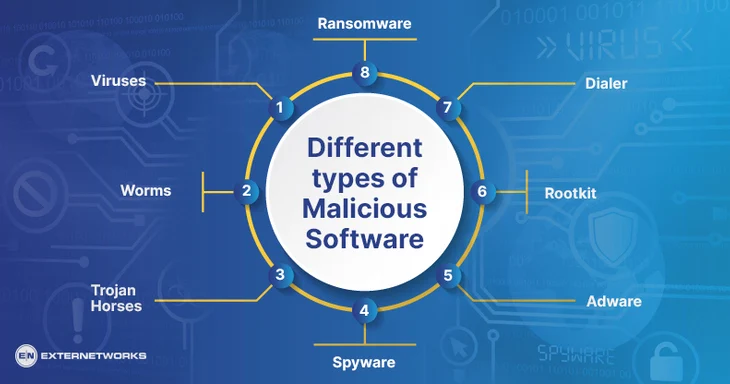 Ransomware
8
Viruses
1
7
Dialer
Worms
2
Different
types of
Malicious
Software
6
Rootkit
Trojan
Horses
3
5
Adware
4
Spyware
EN EXTERNETWORKS
» VIRUS «
SPYWARE
010001 001011